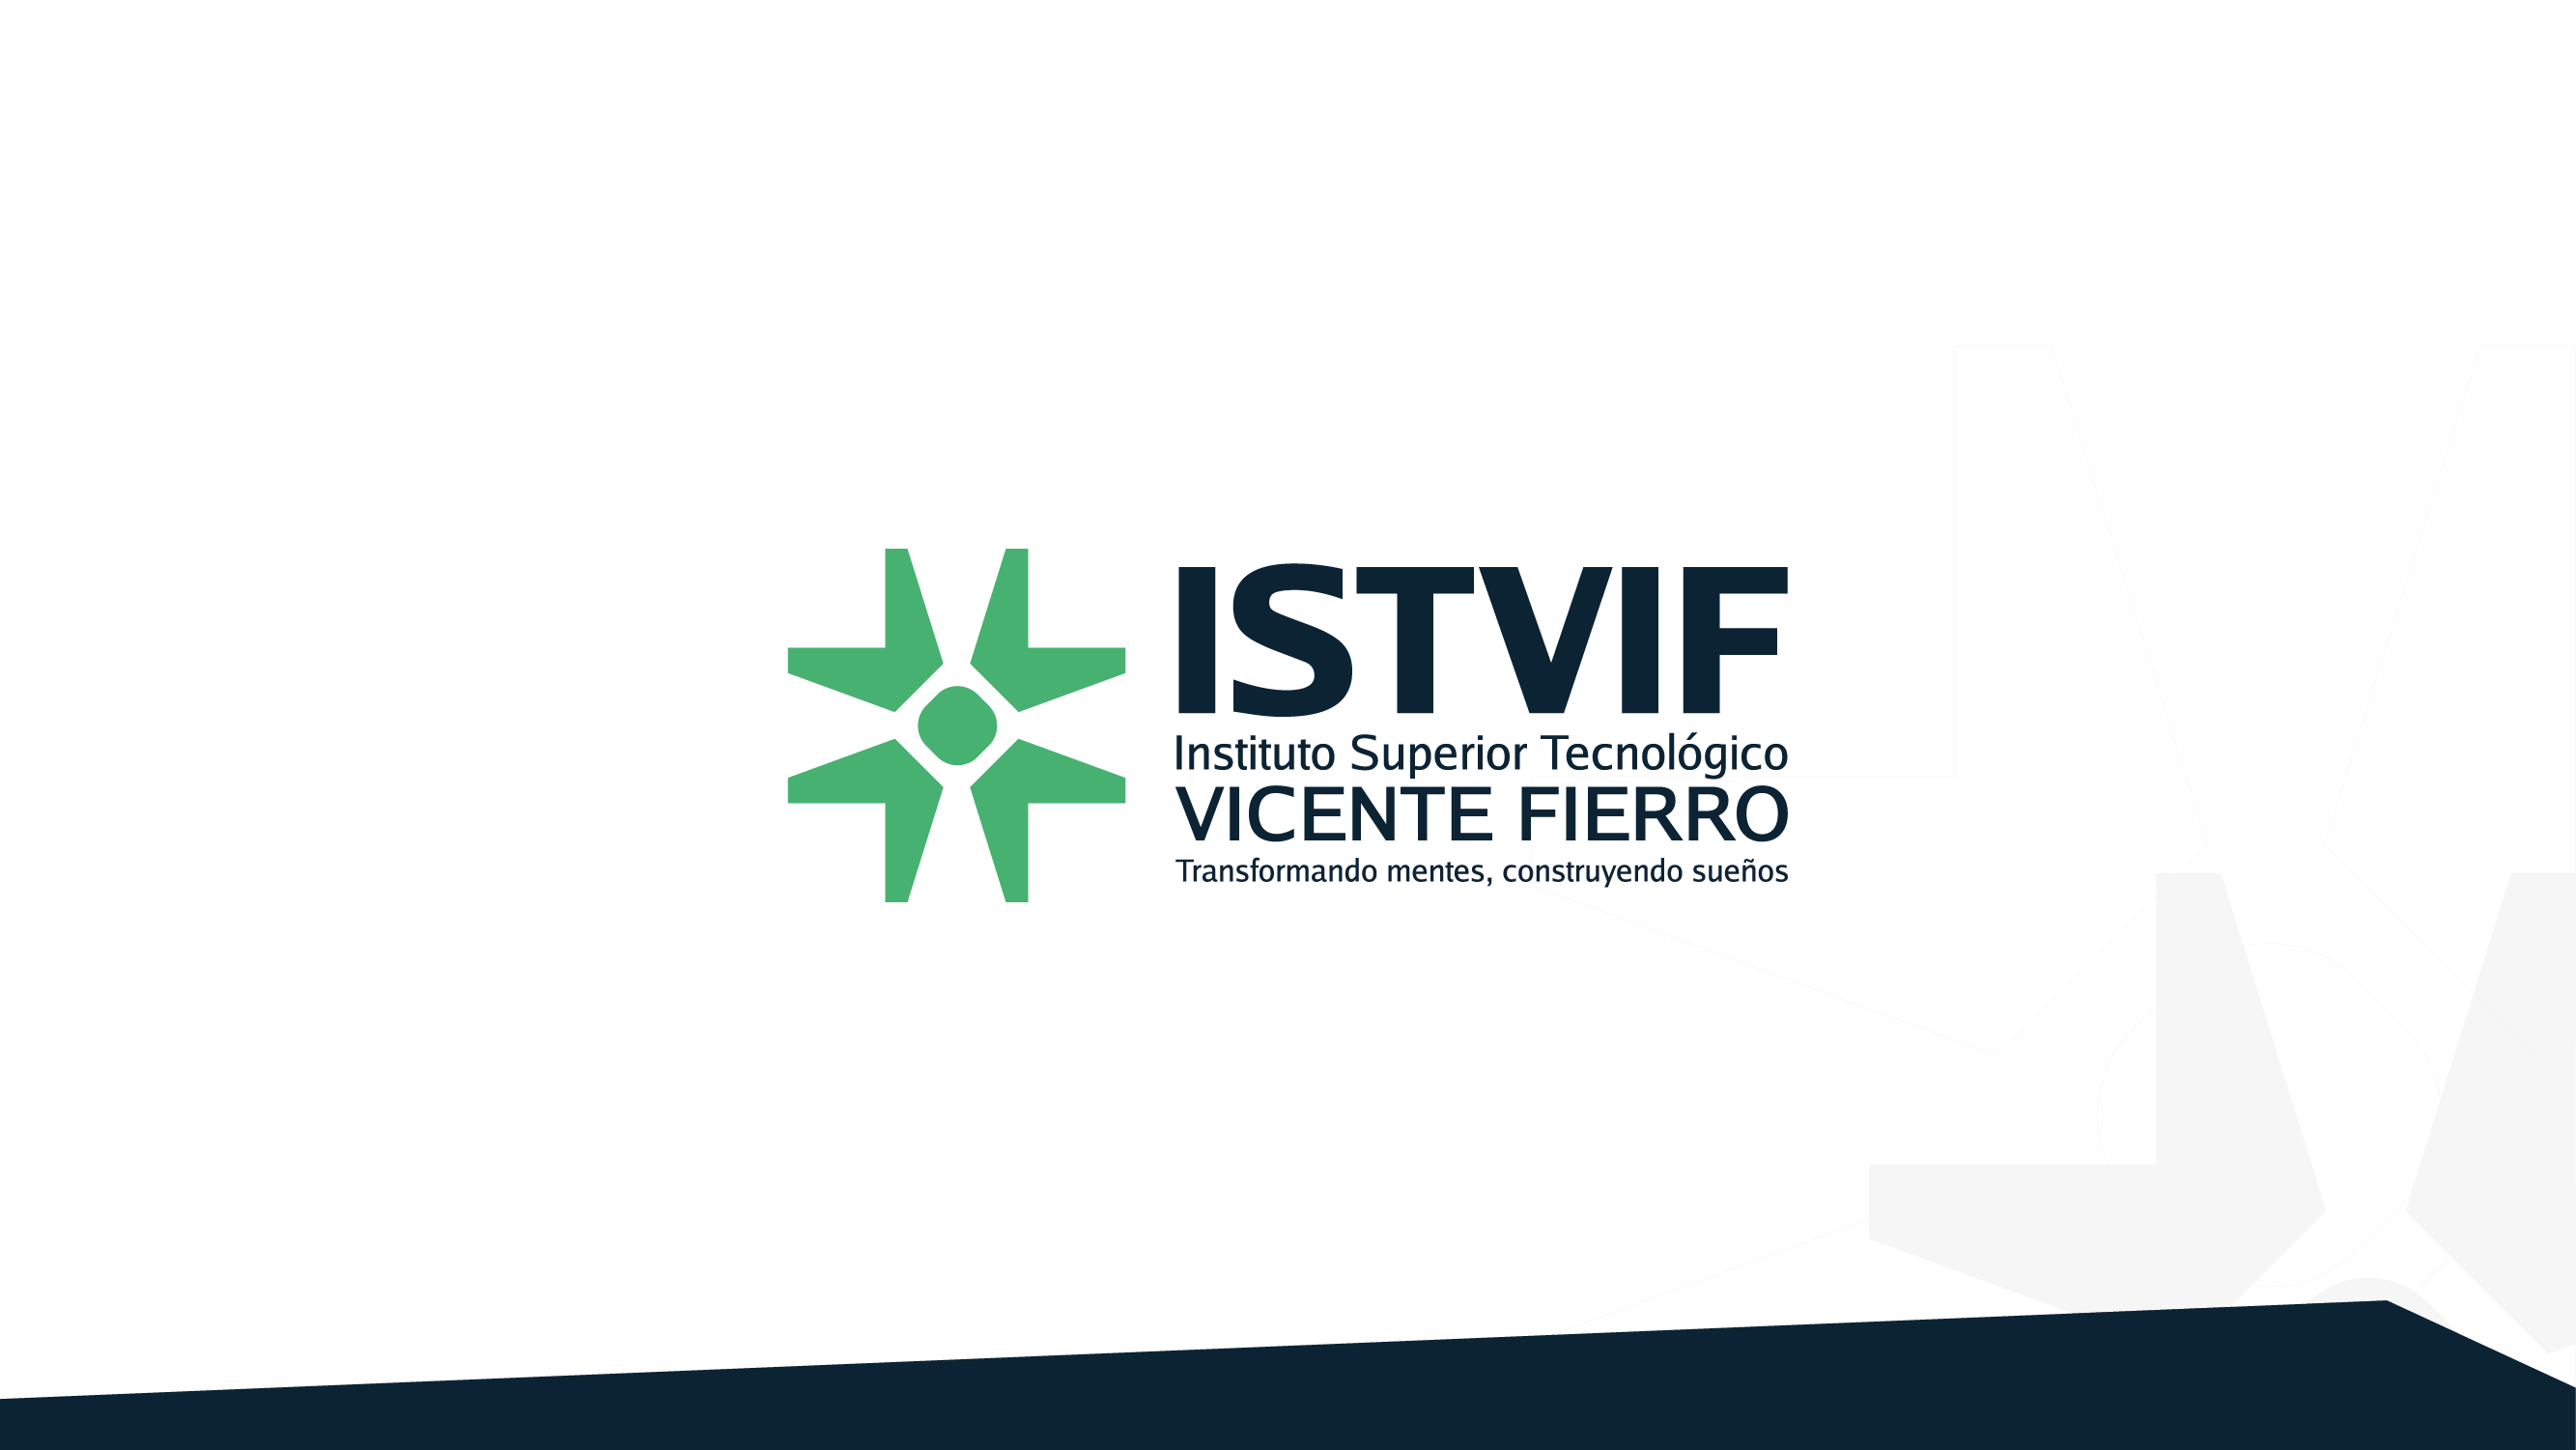 ISTVIF
Instituto Superior Tecnológico
VICENTE FIERRO
Transformando mentes, construyendo sueños